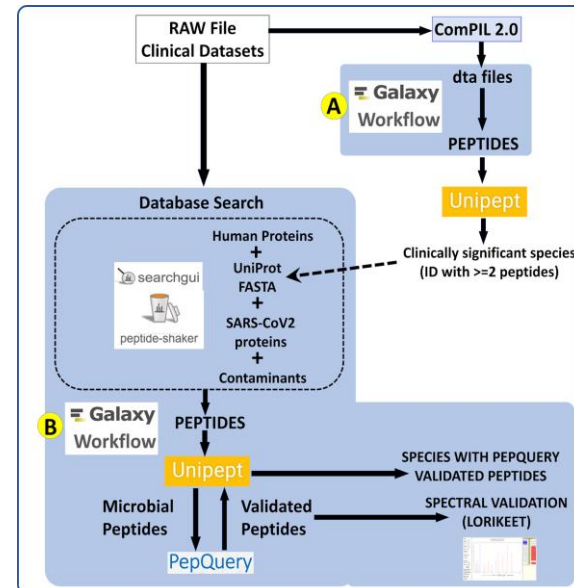 RAW File
Clinical Datasets
ComPIL 2.0
dta files
A
Galaxy
Workflow
PEPTIDES
Unipept
Clinically significant species
(ID with >=2 peptides)
Database Search
Human Proteins
+
UniProt
FASTA
+
SARS-CoV2
proteins
+
Contaminants
searchgui
peptide-shaker
B
Galaxy
Workflow
PEPTIDES
Unipept
SPECIES WITH PEPQUERY
VALIDATED PEPTIDES
Microbial
Peptides
Validated
Peptides
SPECTRAL VALIDATION
(LORIKEET)
PepQuery